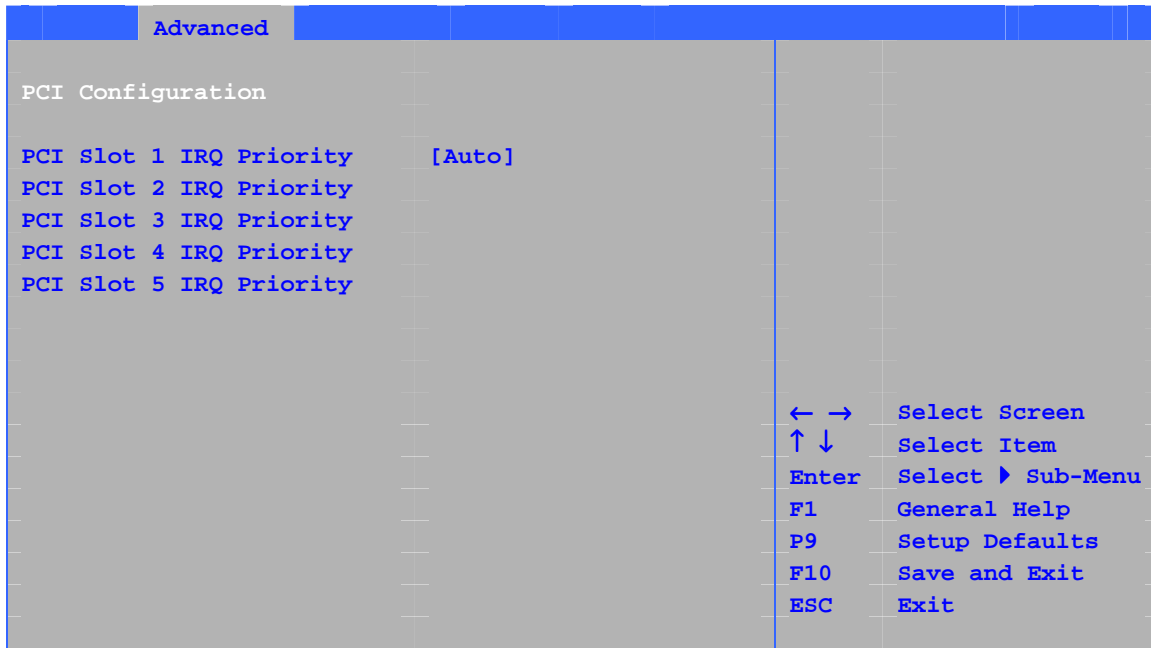 Advanced
PCI Configuration
PCI Slot 1 IRQ Priority [Auto]
PCI Slot 2 IRQ Priority
PCI Slot 3 IRQ Priority
PCI Slot 4 IRQ Priority
PCI Slot 5 IRQ Priority
← → Select Screen
↑ ↓ Select Item
Enter Select ▶ Sub-Menu
F1 General Help
P9 Setup Defaults
F10 Save and Exit
ESC Exit